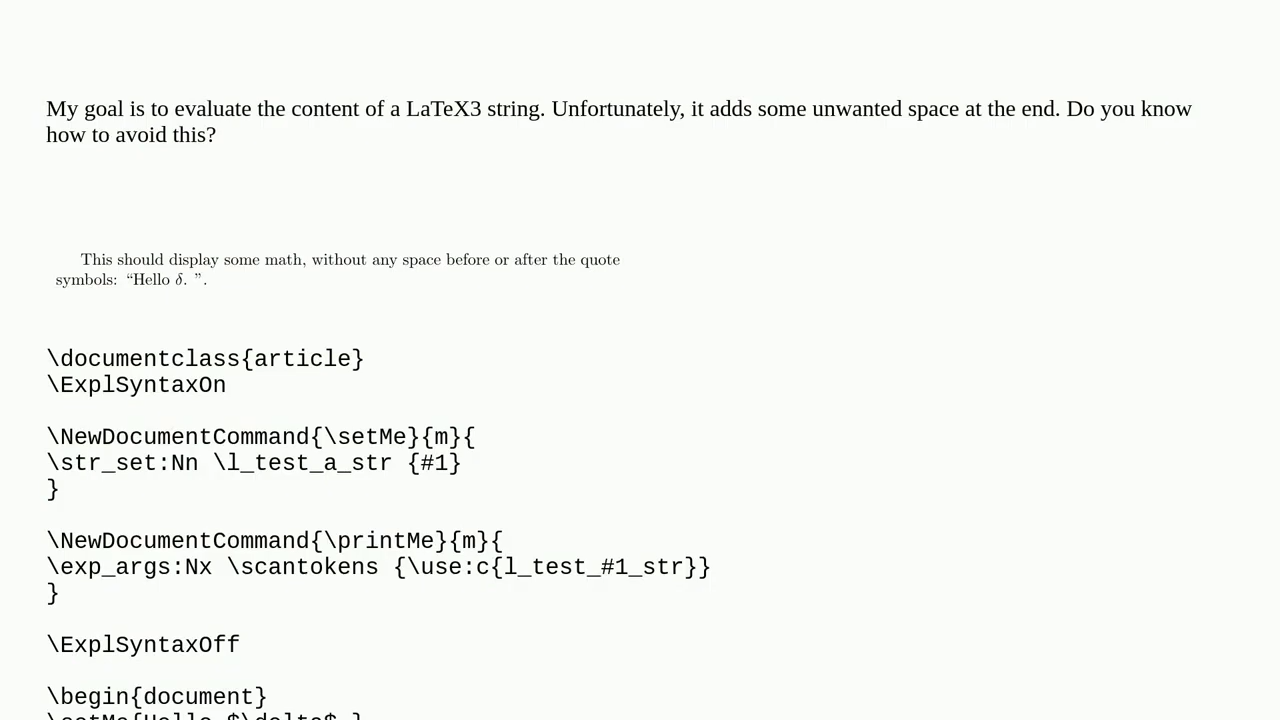 My goal is to evaluate the content of a LaTeX3 string. Unfortunately, it adds some unwanted space at the end. Do you know
how to avoid this?
This should display some math, without any space before or after the quote
symbols: “Hello δ. ”.
\documentclass{article}
\ExplSyntaxOn
\NewDocumentCommand{\setMe}{m}{
\str_set:Nn \l_test_a_str {#1}
}
\NewDocumentCommand{\printMe}{m}{
\exp_args:Nx \scantokens {\use:c{l_test_#1_str}}
}
\ExplSyntaxOff
\begin{document}
\setMe{Hello $\delta$.}